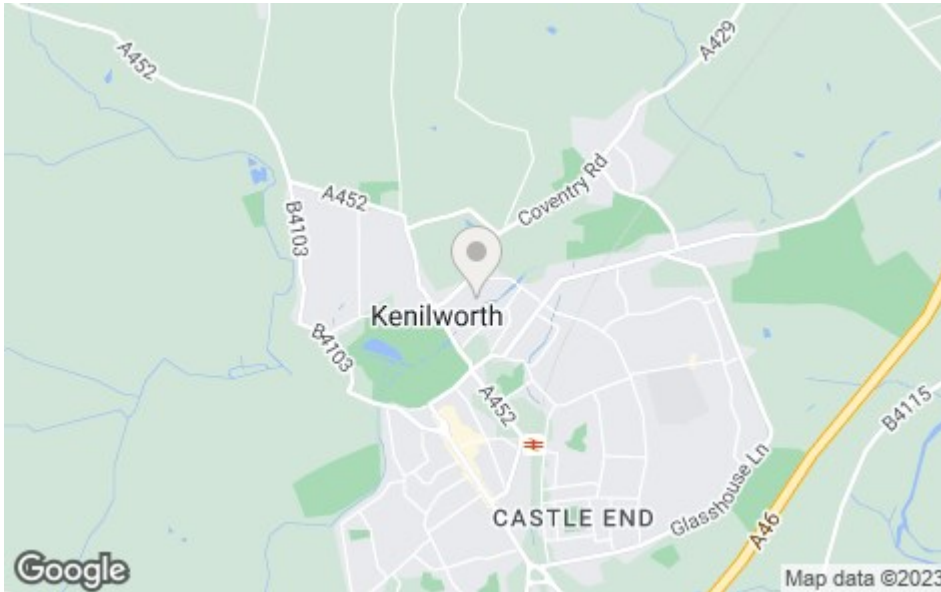 A452
A429
A452
Coventry Rd
B4103
Kenilworth
B4103
A452
B4115
CASTLE END
Glasshouse Ln
A46
Google
Map data ©2023